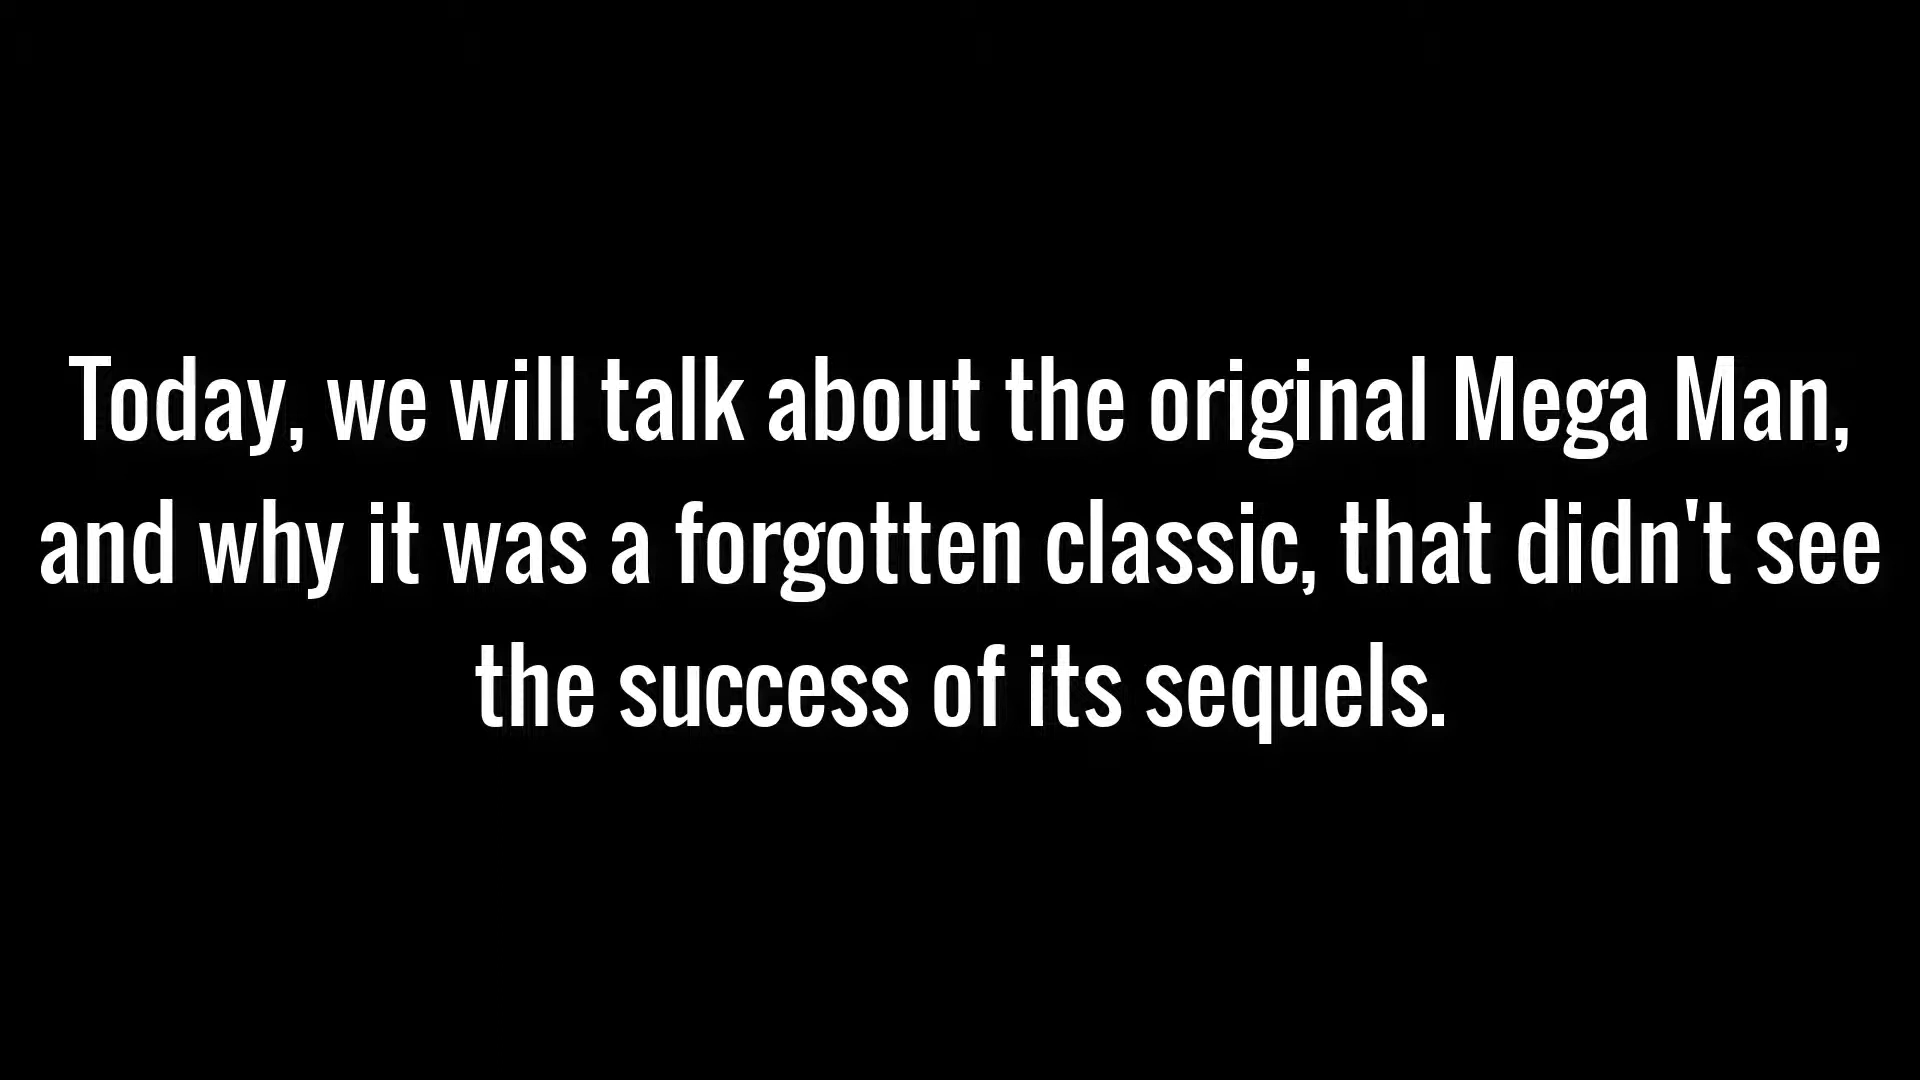 Today, we will talk about the original Mega Man,
and why it was a forgotten classic, that didn't see
the success of its sequels.